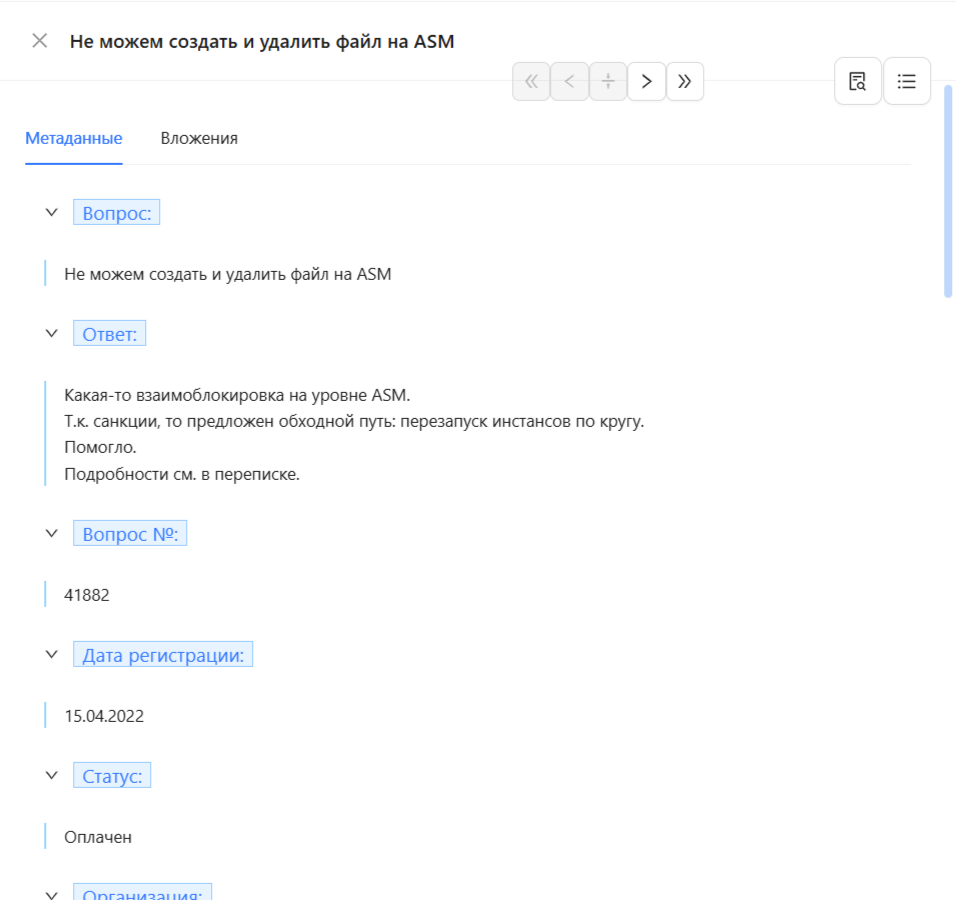 Не можем создать и удалить файл на ASM
Метаданные
Вложения
Вопрос:
Не можем создать и удалить файл на ASM
Ответ:
Какая-то взаимоблокировка на уровне ASM.
Т.к. санкции, то предложен обходной путь: перезапуск инстансов по кругу.
Помогло.
Подробности см. в переписке.
Вопрос №:
41882
Дата регистрации:
15.04.2022
Статус:
Оплачен
Организация: